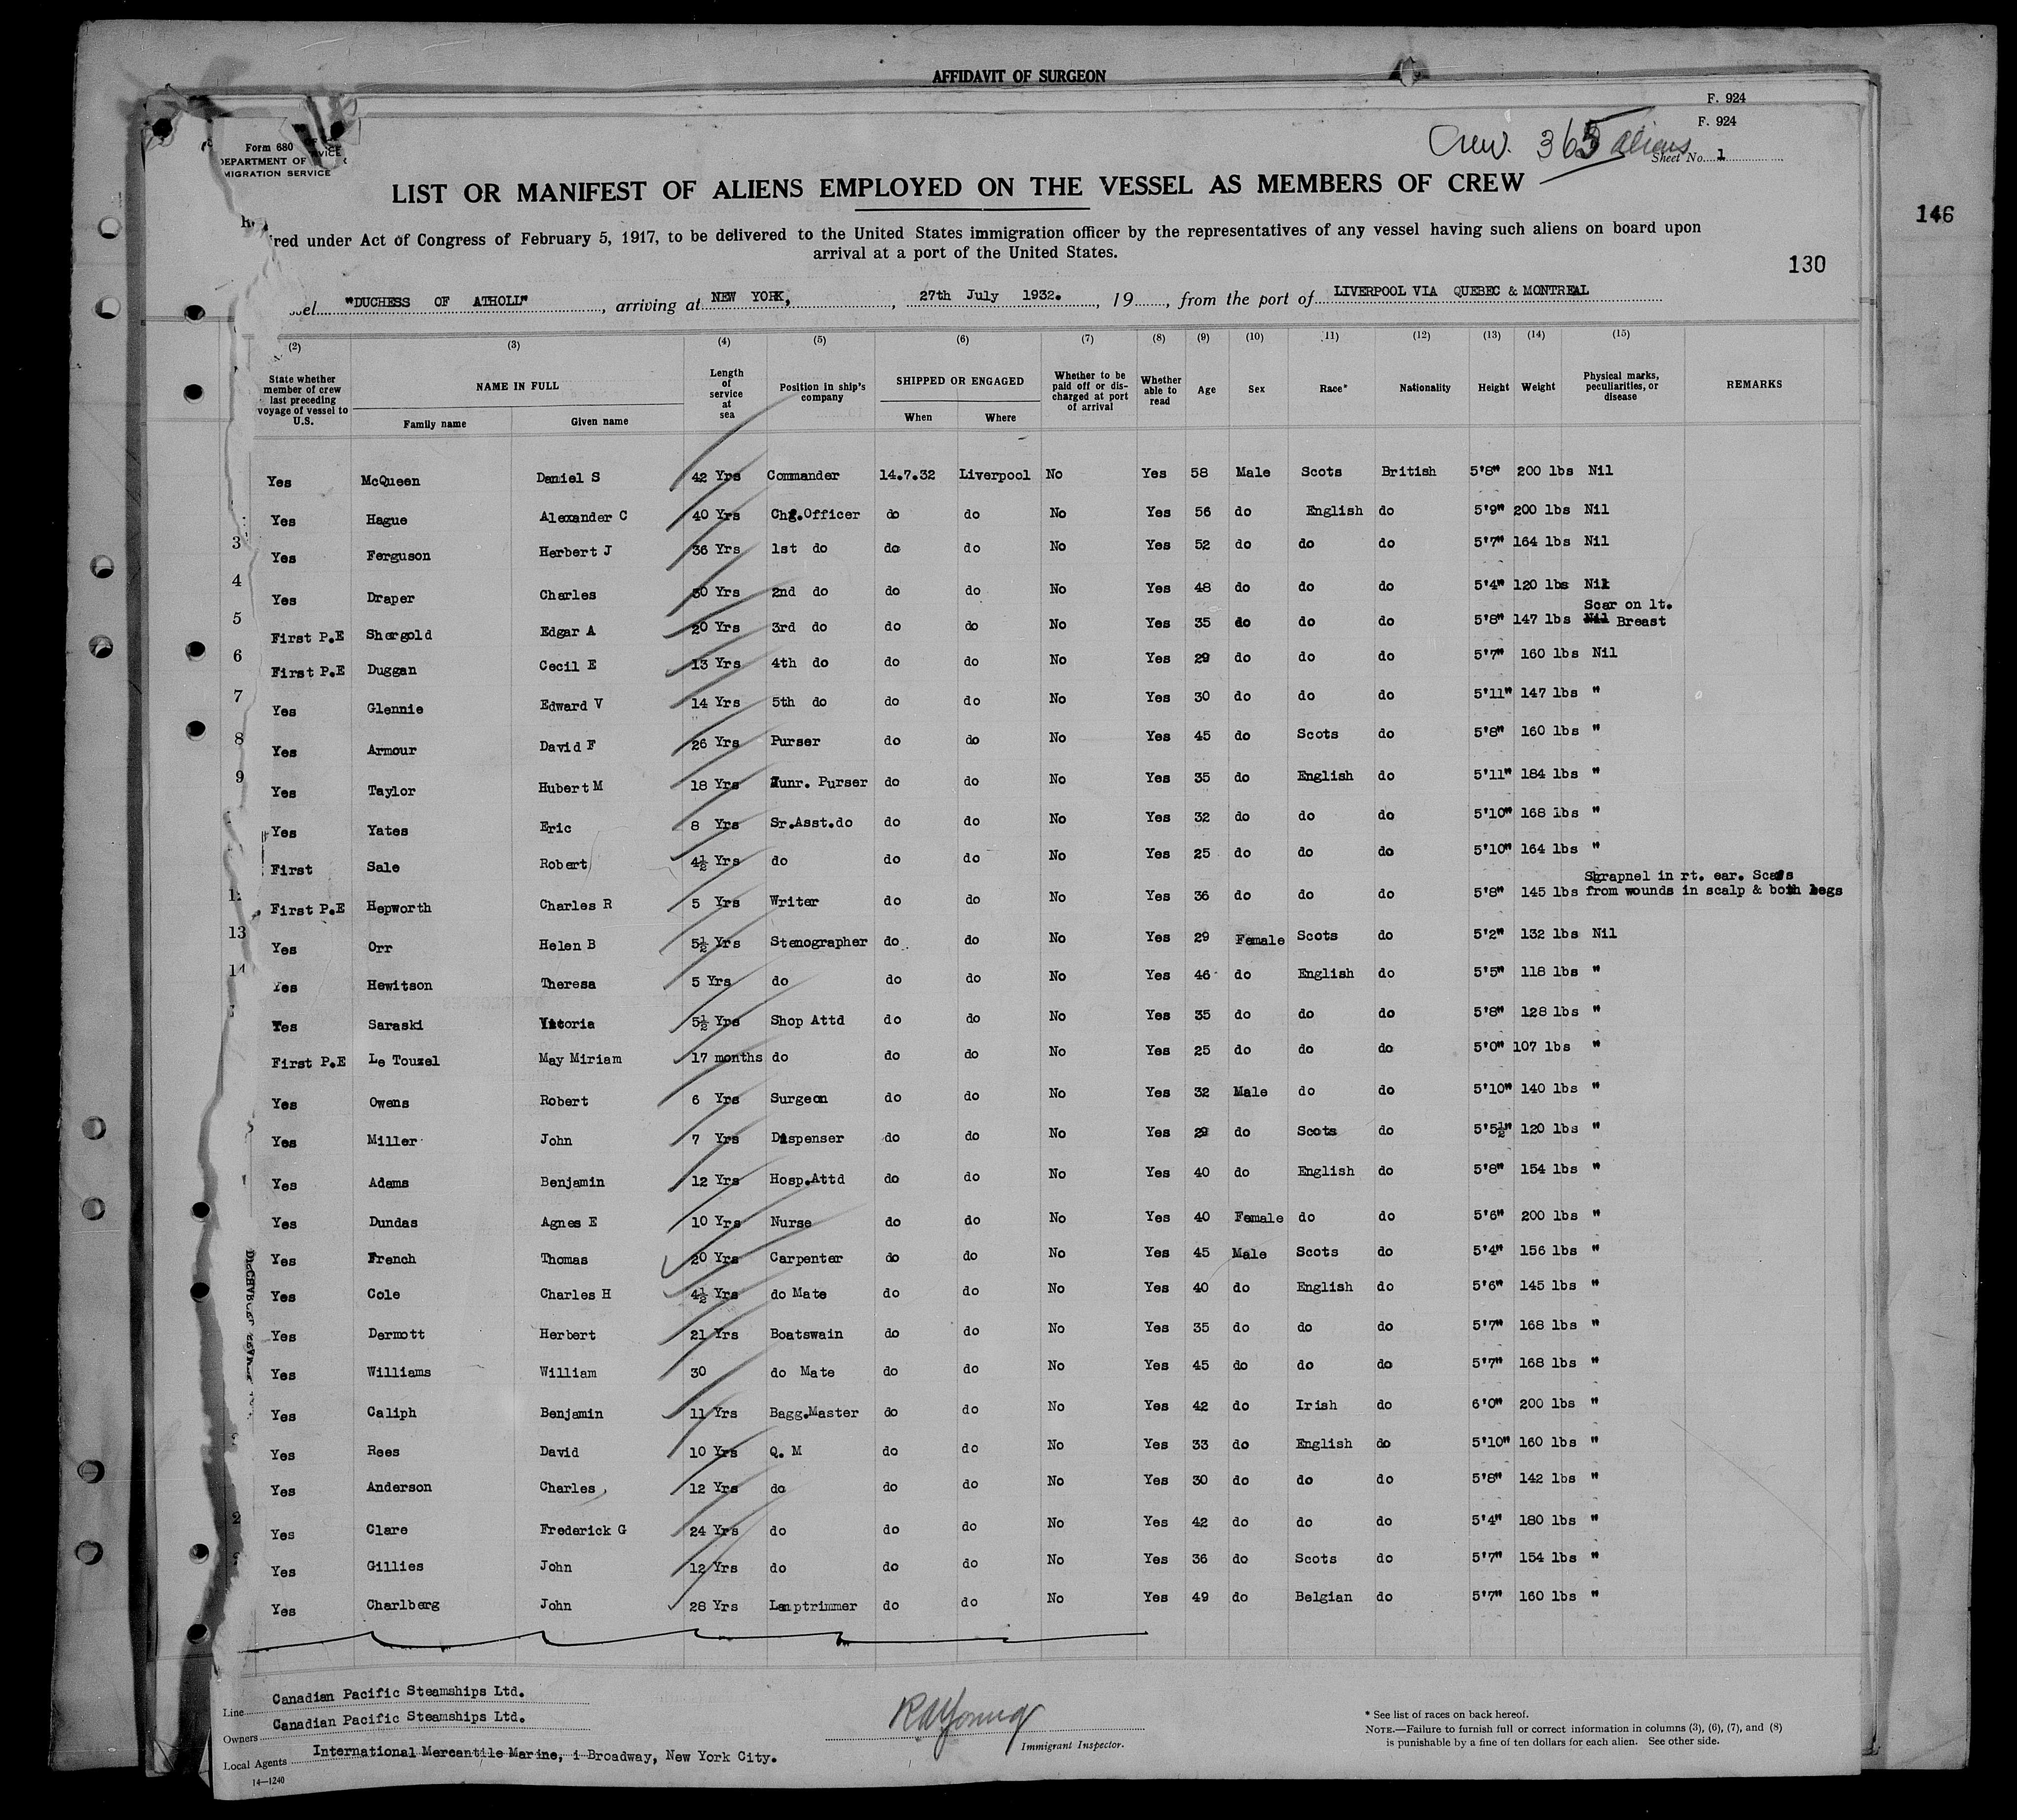 AFFIDAVIT OF SURGEON
F. 924
F. 924
Crew. 365 aliens
Form 680
DEPARTMENT OF
MIGRATION SERVICE
Sheet No. 1
LIST OR MANIFEST OF ALIENS EMPLOYED ON THE VESSEL AS MEMBERS OF CREW
146
red under Act of Congress of February 5, 1917, to be delivered to the United States immigration officer by the representatives of any vessel having such aliens on board upon
arrival at a port of the United States.
130
el "DUCHESS OF ATHOLL", arriving at NEW YORK, , 27th July 1932. , 19 , from the port of LIVERPOOL VIA QUEBEC & MONTREAL
(2) (3) (4) (5) (6) (7) (8) (9) (10) (11) (12) (13) (14) (15)
State whether member of crew last preceding voyage of vessel to U.S. NAME IN FULL Family name Given name Length of service at sea Position in ship's company SHIPPED OR ENGAGED When Where Whether to be paid off or discharged at port of arrival Whether able to read Age Sex Race* Nationality Height Weight Physical marks, peculiarities, or disease REMARKS
Yes McQueen Daniel S 42 Yrs Commander 14.7.32 Liverpool No Yes 58 Male Scots British 5'8" 200 lbs Nil
Yes Hague Alexander C 40 Yrs Chf.Officer do do No Yes 56 do English do 5'9" 200 lbs Nil
3 Yes Ferguson Herbert J 36 Yrs 1st do do do No Yes 52 do do do 5'7" 164 lbs Nil
4 Yes Draper Charles 30 Yrs 2nd do do do No Yes 48 do do do 5'4" 120 lbs Nil
5 First P.E Shergold Edgar A 20 Yrs 3rd do do do No Yes 35 do do do 5'8" 147 lbs Scar on lt. Nil Breast
6 First P.E Duggan Cecil E 13 Yrs 4th do do do No Yes 29 do do do 5'7" 160 lbs Nil
7 Yes Glennie Edward V 14 Yrs 5th do do do No Yes 30 do do do 5'11" 147 lbs "
8 Yes Armour David F 26 Yrs Purser do do No Yes 45 do Scots do 5'8" 160 lbs "
9 Yes Taylor Hubert M 18 Yrs Junr. Purser do do No Yes 35 do English do 5'11" 184 lbs "
Yes Yates Eric 8 Yrs Sr.Asst.do do do No Yes 32 do do do 5'10" 168 lbs "
First Sale Robert 4½ Yrs do do do No Yes 25 do do do 5'10" 164 lbs "
First P.E Hepworth Charles R 5 Yrs Writer do do No Yes 36 do do do 5'8" 145 lbs Shrapnel in rt. ear. Scars from wounds in scalp & both legs
13 Yes Orr Helen B 5½ Yrs Stenographer do do No Yes 29 Female Scots do 5'2" 132 lbs Nil
14 Yes Hewitson Theresa 5 Yrs do do do No Yes 46 do English do 5'5" 118 lbs "
Yes Saraski Vitoria 5½ Yrs Shop Attd do do No Yes 35 do do do 5'8" 128 lbs "
First P.E Le Touzel May Miriam 17 months do do do No Yes 25 do do do 5'0" 107 lbs "
Yes Owens Robert 6 Yrs Surgeon do do No Yes 32 Male do do 5'10" 140 lbs "
Yes Miller John 7 Yrs Dispenser do do No Yes 29 do Scots do 5'5½" 120 lbs "
Yes Adams Benjamin 12 Yrs Hosp.Attd do do No Yes 40 do English do 5'8" 154 lbs "
Yes Dundas Agnes E 10 Yrs Nurse do do No Yes 40 Female do do 5'6" 200 lbs "
Yes French Thomas 20 Yrs Carpenter do do No Yes 45 Male Scots do 5'4" 156 lbs "
Yes Cole Charles H 4½ Yrs do Mate do do No Yes 40 do English do 5'6" 145 lbs "
Yes Dermott Herbert 21 Yrs Boatswain do do No Yes 35 do do do 5'7" 168 lbs "
Yes Williams William 30 do Mate do do No Yes 45 do do do 5'7" 168 lbs "
Yes Caliph Benjamin 11 Yrs Bagg.Master do do No Yes 42 do Irish do 6'0" 200 lbs "
Yes Rees David 10 Yrs Q. M do do No Yes 33 do English do 5'10" 160 lbs "
Yes Anderson Charles 12 Yrs do do do No Yes 30 do do do 5'8" 142 lbs "
Yes Clare Frederick G 24 Yrs do do do No Yes 42 do do do 5'4" 180 lbs "
Yes Gillies John 12 Yrs do do do No Yes 36 do Scots do 5'7" 154 lbs "
Yes Charlberg John 28 Yrs Lamptrimmer do do No Yes 49 do Belgian do 5'7" 160 lbs "
Line Canadian Pacific Steamships Ltd.
Owners Canadian Pacific Steamships Ltd.
Local Agents International Mercantile Marine, 1 Broadway, New York City.
14—1240
R W Young
Immigrant Inspector.
* See list of races on back hereof.
NOTE.—Failure to furnish full or correct information in columns (3), (6), (7), and (8)
is punishable by a fine of ten dollars for each alien. See other side.